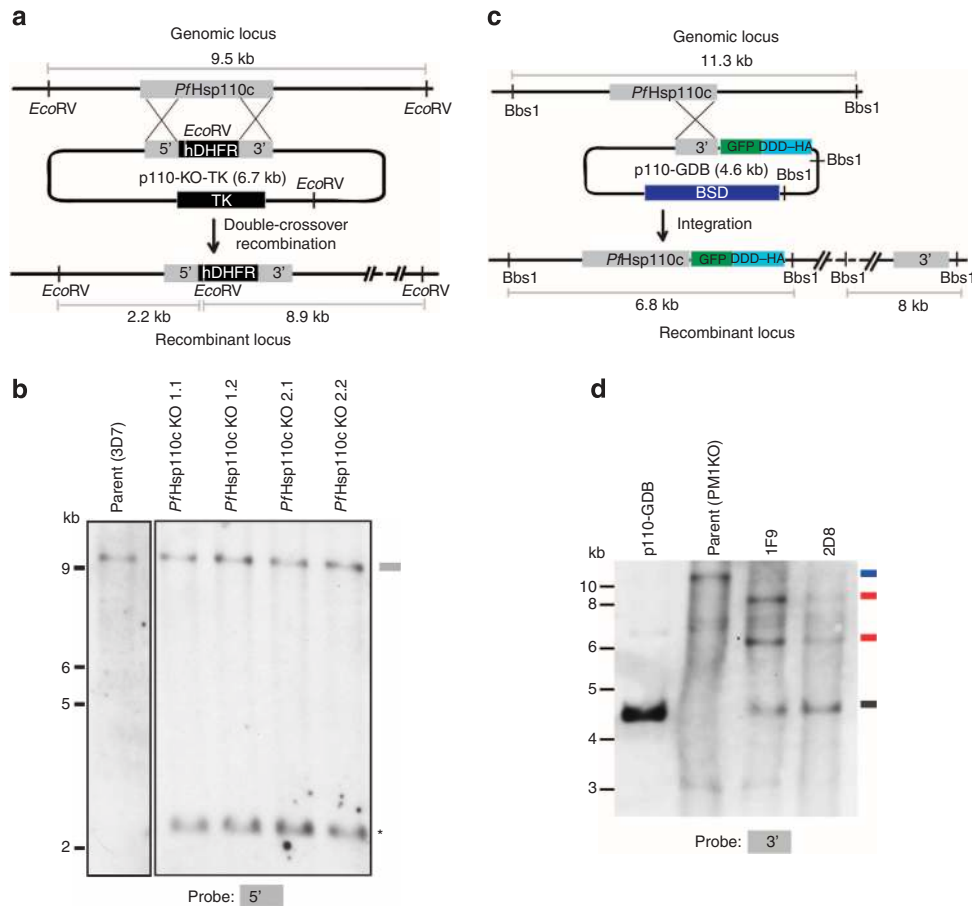 a
Genomic locus
9.5 kb
PfHsp110c
EcoRV
EcoRV
EcoRV
5'
hDHFR
3'
p110-KO-TK (6.7 kb)
EcoRV
TK
Double-crossover
recombination
5'
hDHFR
3'
EcoRV
EcoRV
EcoRV
2.2 kb
8.9 kb
Recombinant locus
c
Genomic locus
11.3 kb
PfHsp110c
Bbs1
Bbs1
3'
GFP
DDD–HA
Bbs1
p110-GDB (4.6 kb)
Bbs1
BSD
Integration
PfHsp110c
GFP
DDD–HA
3'
Bbs1
Bbs1
Bbs1
Bbs1
6.8 kb
8 kb
Recombinant locus
b
Parent (3D7)
PfHsp110c KO 1.1
PfHsp110c KO 1.2
PfHsp110c KO 2.1
PfHsp110c KO 2.2
kb
9
6
5
2
*
Probe: 5'
d
p110-GDB
Parent (PM1KO)
1F9
2D8
kb
10
8
6
5
4
3
Probe: 3'